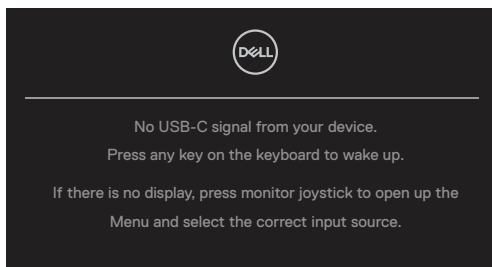 DELL
No USB-C signal from your device.
Press any key on the keyboard to wake up.
If there is no display, press monitor joystick to open up the
Menu and select the correct input source.